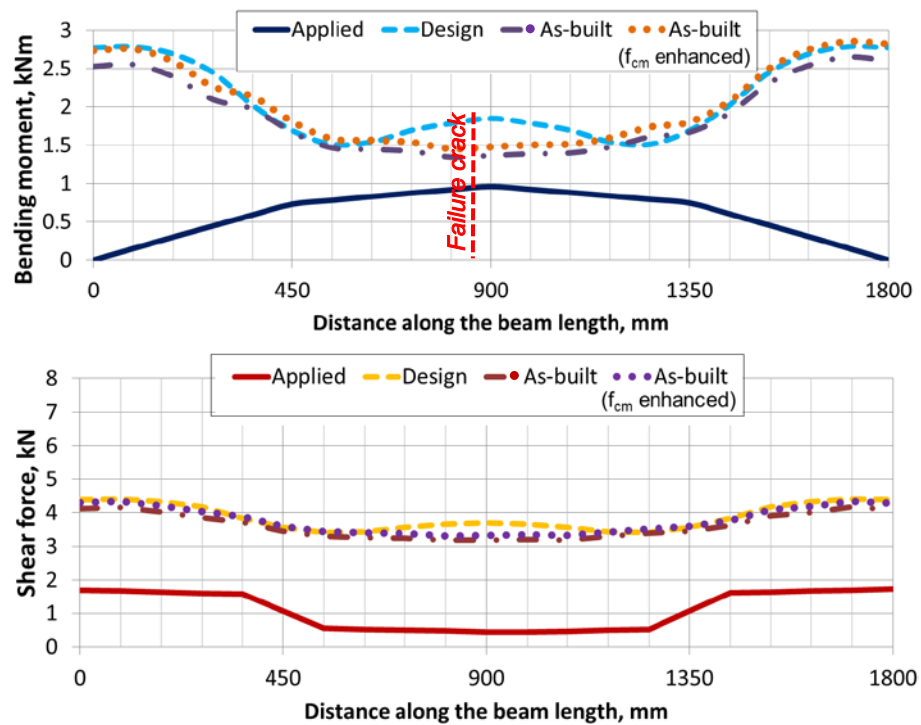 Applied Design As-built As-built
(fcm enhanced)
Bending moment, kNm
3
2.5
2
1.5
1
0.5
0
Failure crack
0 450 900 1350 1800
Distance along the beam length, mm
Applied Design As-built As-built
(fcm enhanced)
Shear force, kN
8
7
6
5
4
3
2
1
0
0 450 900 1350 1800
Distance along the beam length, mm